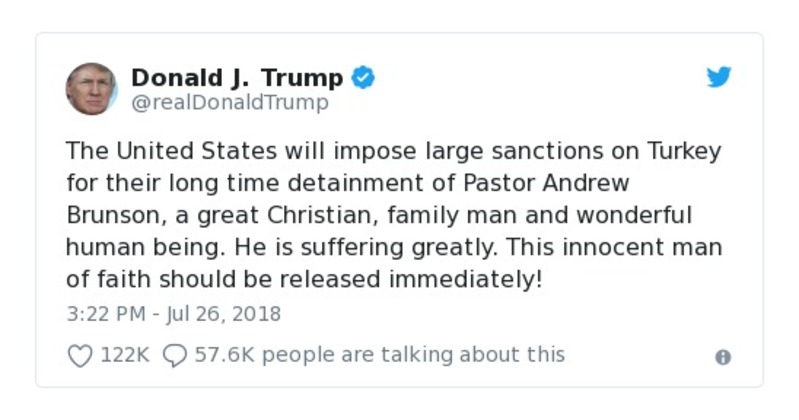 Donald J. Trump
@realDonaldTrump
The United States will impose large sanctions on Turkey
for their long time detainment of Pastor Andrew
Brunson, a great Christian, family man and wonderful
human being. He is suffering greatly. This innocent man
of faith should be released immediately!
3:22 PM - Jul 26, 2018
122K 57.6K people are talking about this